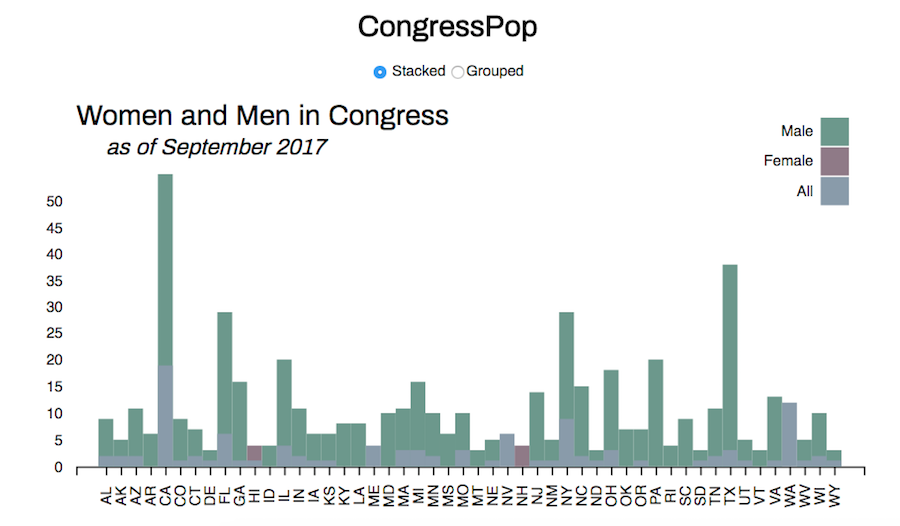 CongressPop
Stacked Grouped
Women and Men in Congress
as of September 2017
Male
Female
All
50
45
40
35
30
25
20
15
10
5
0
AL AK AZ AR CA CO CT DE FL GA HI ID IL IN IA KS KY LA ME MD MA MI MN MS MO MT NE NV NH NJ NM NY NC ND OH OK OR PA RI SC SD TN TX UT VT VA WA WV WI WY